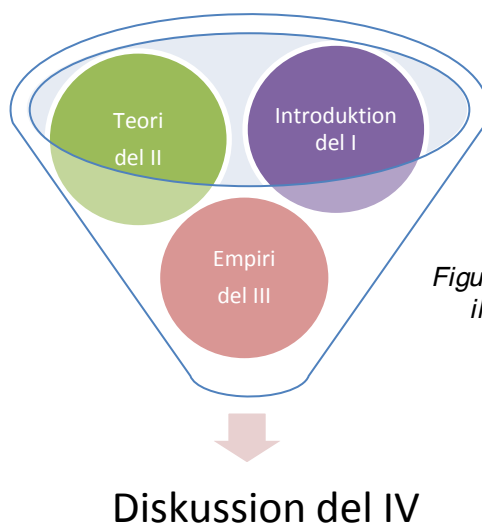 Teori
del II
Introduktion
del I
Empiri
del III
Diskussion del IV